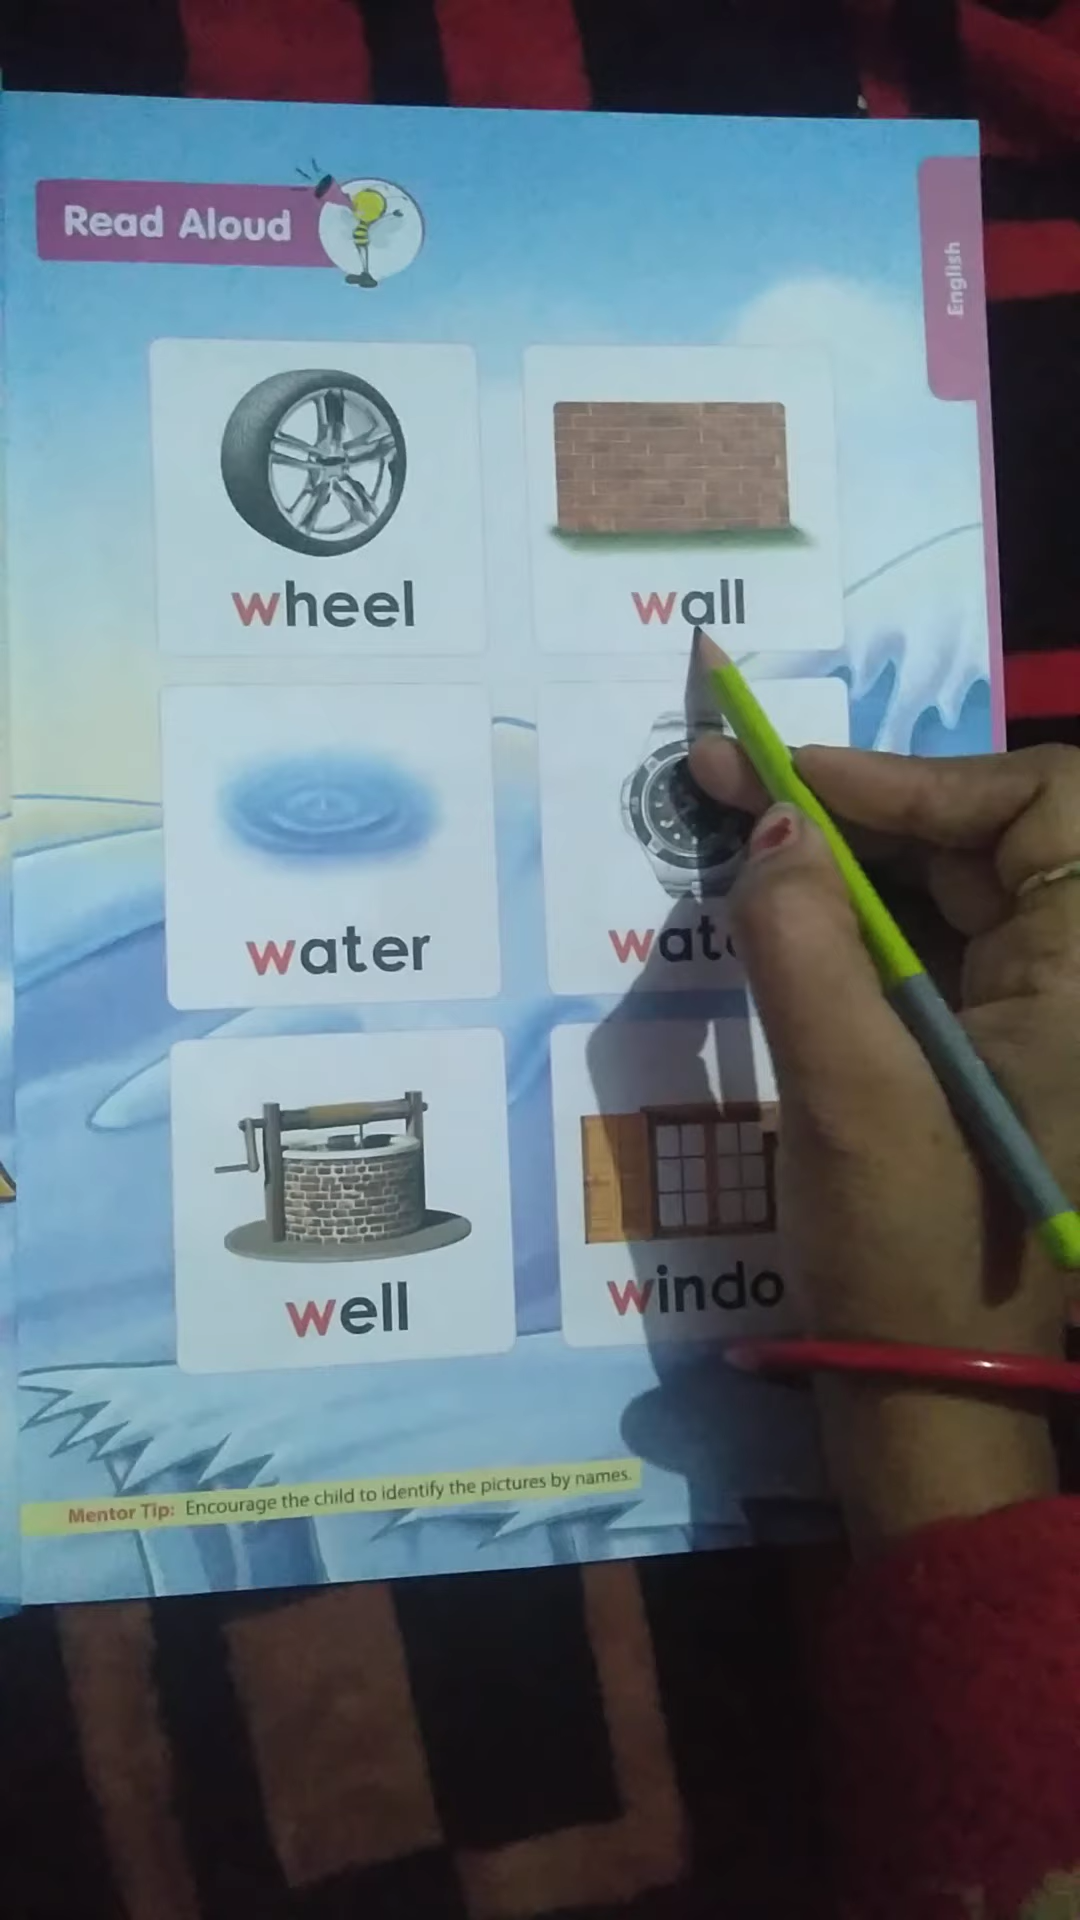 Read Aloud
English
wheel
wall
water
well
Mentor Tip: Encourage the child to identify the pictures by names.